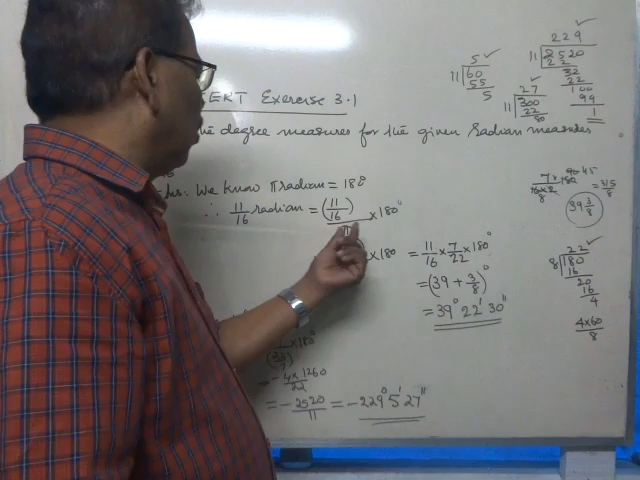 Exercise 3.1
degree measures for the given radian measures
We know π radian = 180°
∴ 11/16 radian = (11/16)/π × 180°
× 180 = 11/16 × 7/22 × 180°
= (39 + 3/8)°
= 39° 22' 30"
× 180°
= -4 × 1260/22
= -2520/11 = -229° 5' 27"
5 ✓
11 60
55
5
229 ✓
11 2520
22
32
22
100
99
1
27 ✓
11 300
22
80
7 × 180
16 × 2
= 315/8
39 3/8
22 ✓
8 180
16
20
16
4
4 × 60
8